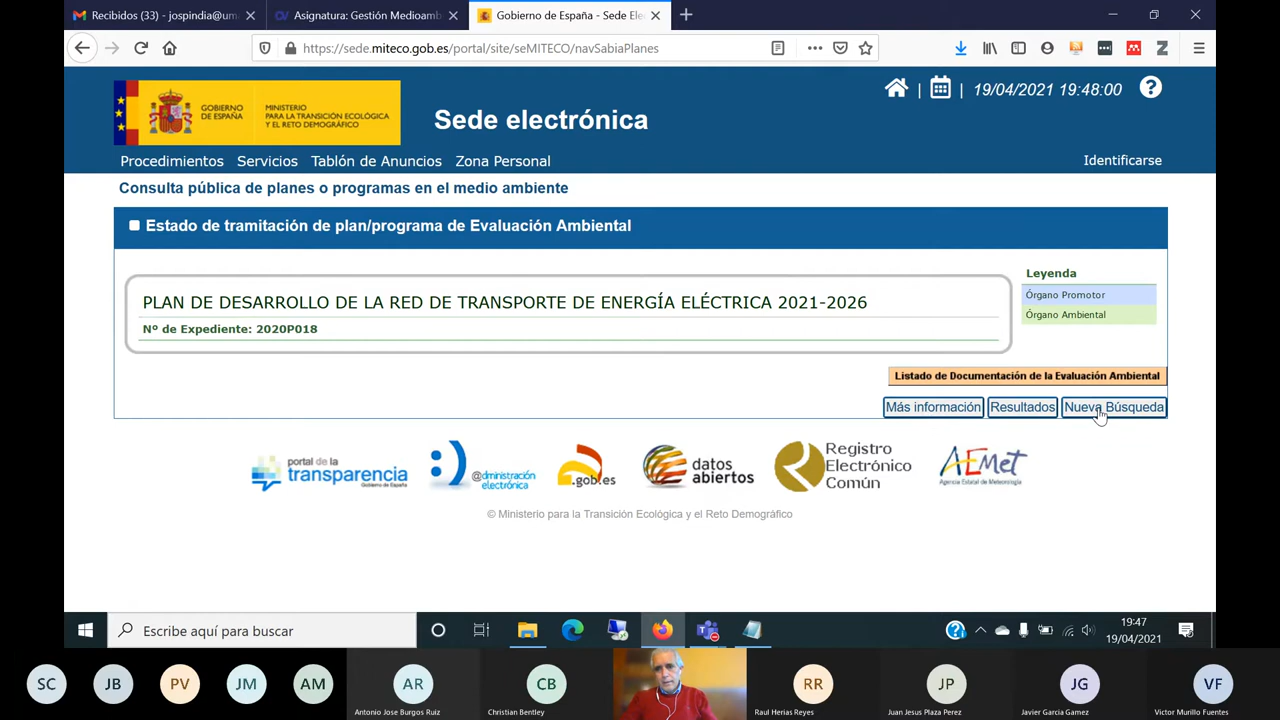 Recibidos (33) - jospindia@um
Asignatura: Gestión Medioamb
Gobierno de España - Sede Ele
https://sede.miteco.gob.es/portal/site/seMITECO/navSabiaPlanes
GOBIERNO
DE ESPAÑA
MINISTERIO
PARA LA TRANSICIÓN ECOLÓGICA
Y EL RETO DEMOGRÁFICO
Sede electrónica
| | 19/04/2021 19:48:00
Procedimientos Servicios Tablón de Anuncios Zona Personal
Identificarse
Consulta pública de planes o programas en el medio ambiente
Estado de tramitación de plan/programa de Evaluación Ambiental
PLAN DE DESARROLLO DE LA RED DE TRANSPORTE DE ENERGÍA ELÉCTRICA 2021-2026
Nº de Expediente: 2020P018
Leyenda
Órgano Promotor
Órgano Ambiental
Listado de Documentación de la Evaluación Ambiental
Más información Resultados Nueva Búsqueda
portal de la
transparencia
Gobierno de España
@dministración
electrónica
.gob.es
datos
abiertos
Registro
Electrónico
Común
AEMet
Agencia Estatal de Meteorología
© Ministerio para la Transición Ecológica y el Reto Demográfico
Escribe aquí para buscar
19:47
19/04/2021
SC JB PV JM AM AR CB RR JP JG VF
Antonio Jose Burgos Ruiz
Christian Bentley
Raul Herias Reyes
Juan Jesus Plaza Perez
Javier Garcia Gamez
Victor Murillo Fuentes